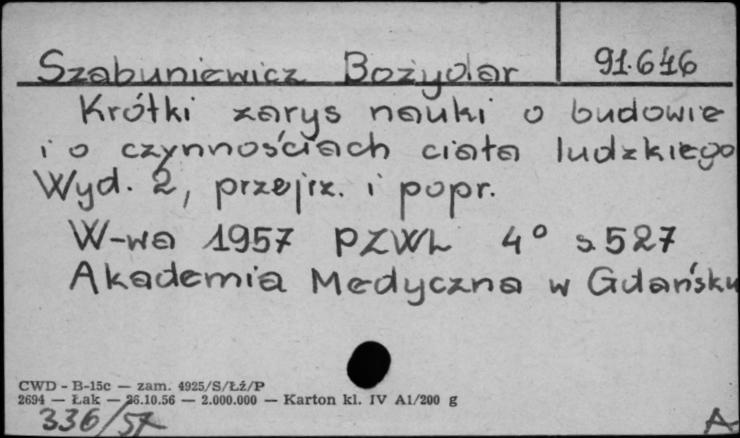 Szabuniewicz Bożydar 91.646
Krótki zarys nauki o budowie
i o czynnościach ciała ludzkiego
Wyd. 2, przejrz. i popr.
W-wa 1957 PZWL 4° s. 527
Akademia Medyczna w Gdańsku
CWD - B-15c — zam. 4925/S/Łź/P
2694 — Łak — 26.10.56 — 2.000.000 — Karton kl. IV A1/200 g
336/57
A